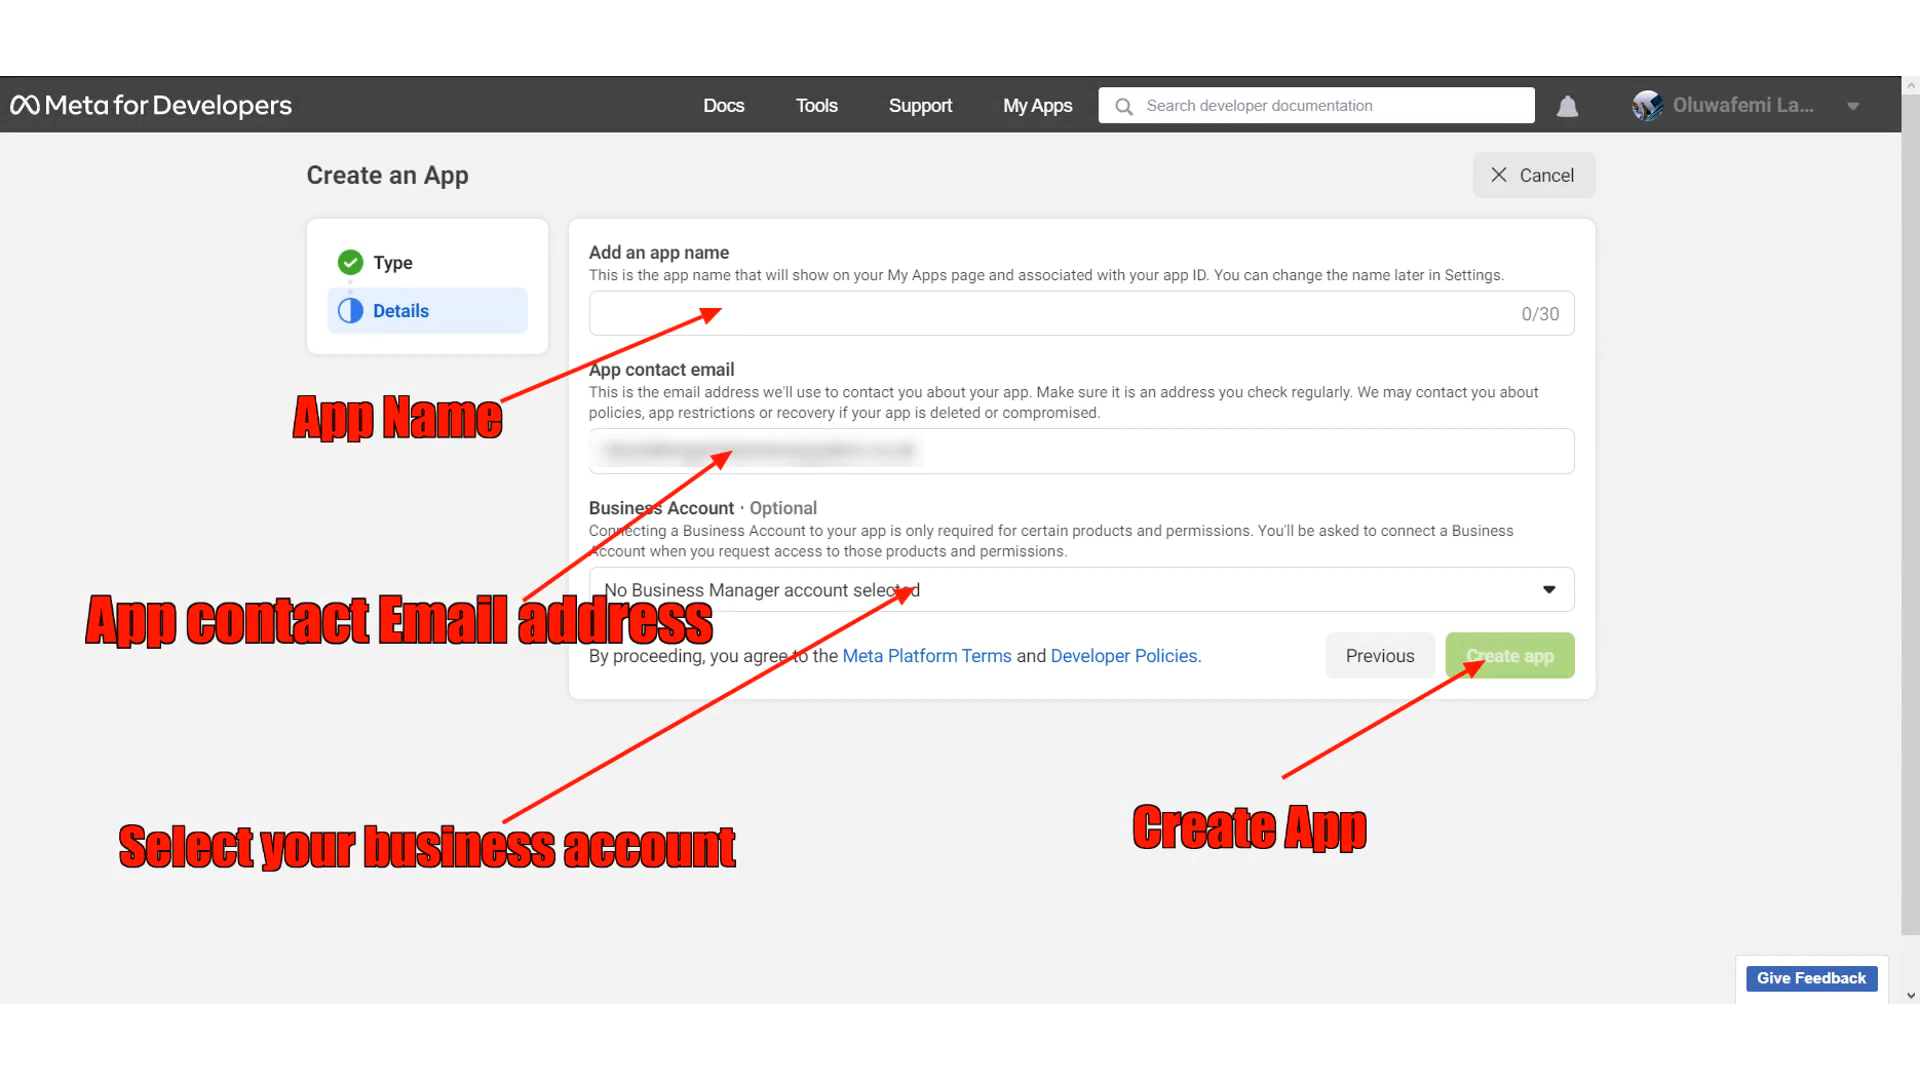 Meta for Developers
Docs
Tools
Support
My Apps
Search developer documentation
Oluwafemi La...
Create an App
Cancel
Type
Details
Add an app name
This is the app name that will show on your My Apps page and associated with your app ID. You can change the name later in Settings.
0/30
App Name
App contact email
This is the email address we'll use to contact you about your app. Make sure it is an address you check regularly. We may contact you about
policies, app restrictions or recovery if your app is deleted or compromised.
Business Account · Optional
Connecting a Business Account to your app is only required for certain products and permissions. You'll be asked to connect a Business
Account when you request access to those products and permissions.
No Business Manager account selected
App contact Email address
By proceeding, you agree to the Meta Platform Terms and Developer Policies.
Previous
Create app
Select your business account
Create App
Give Feedback